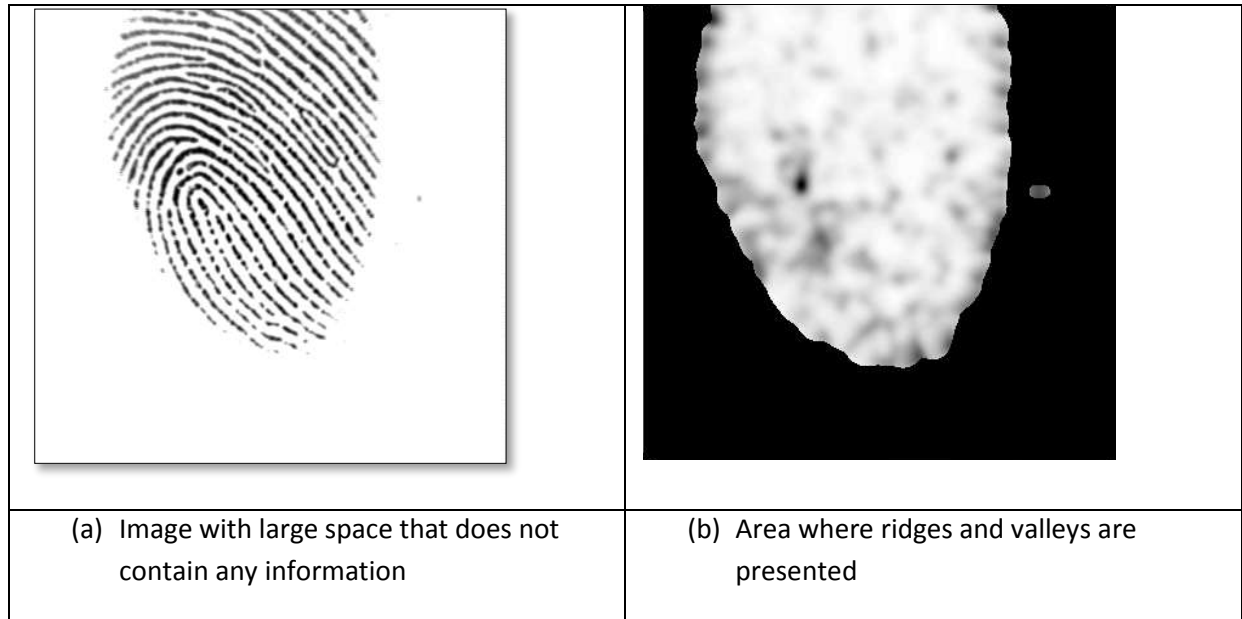 (a) Image with large space that does not
contain any information
(b) Area where ridges and valleys are
presented